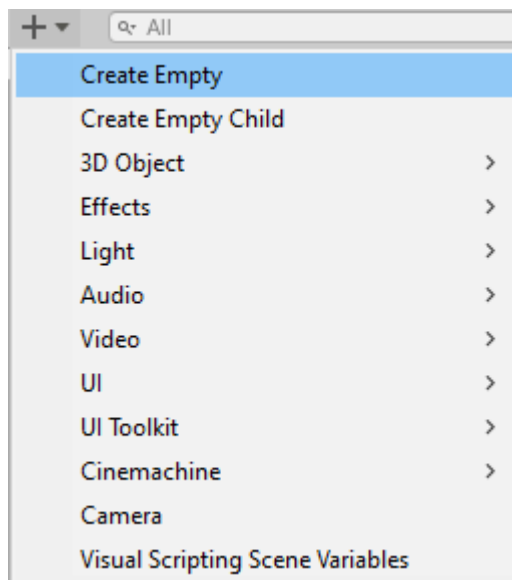 All
Create Empty
Create Empty Child
3D Object
Effects
Light
Audio
Video
UI
UI Toolkit
Cinemachine
Camera
Visual Scripting Scene Variables